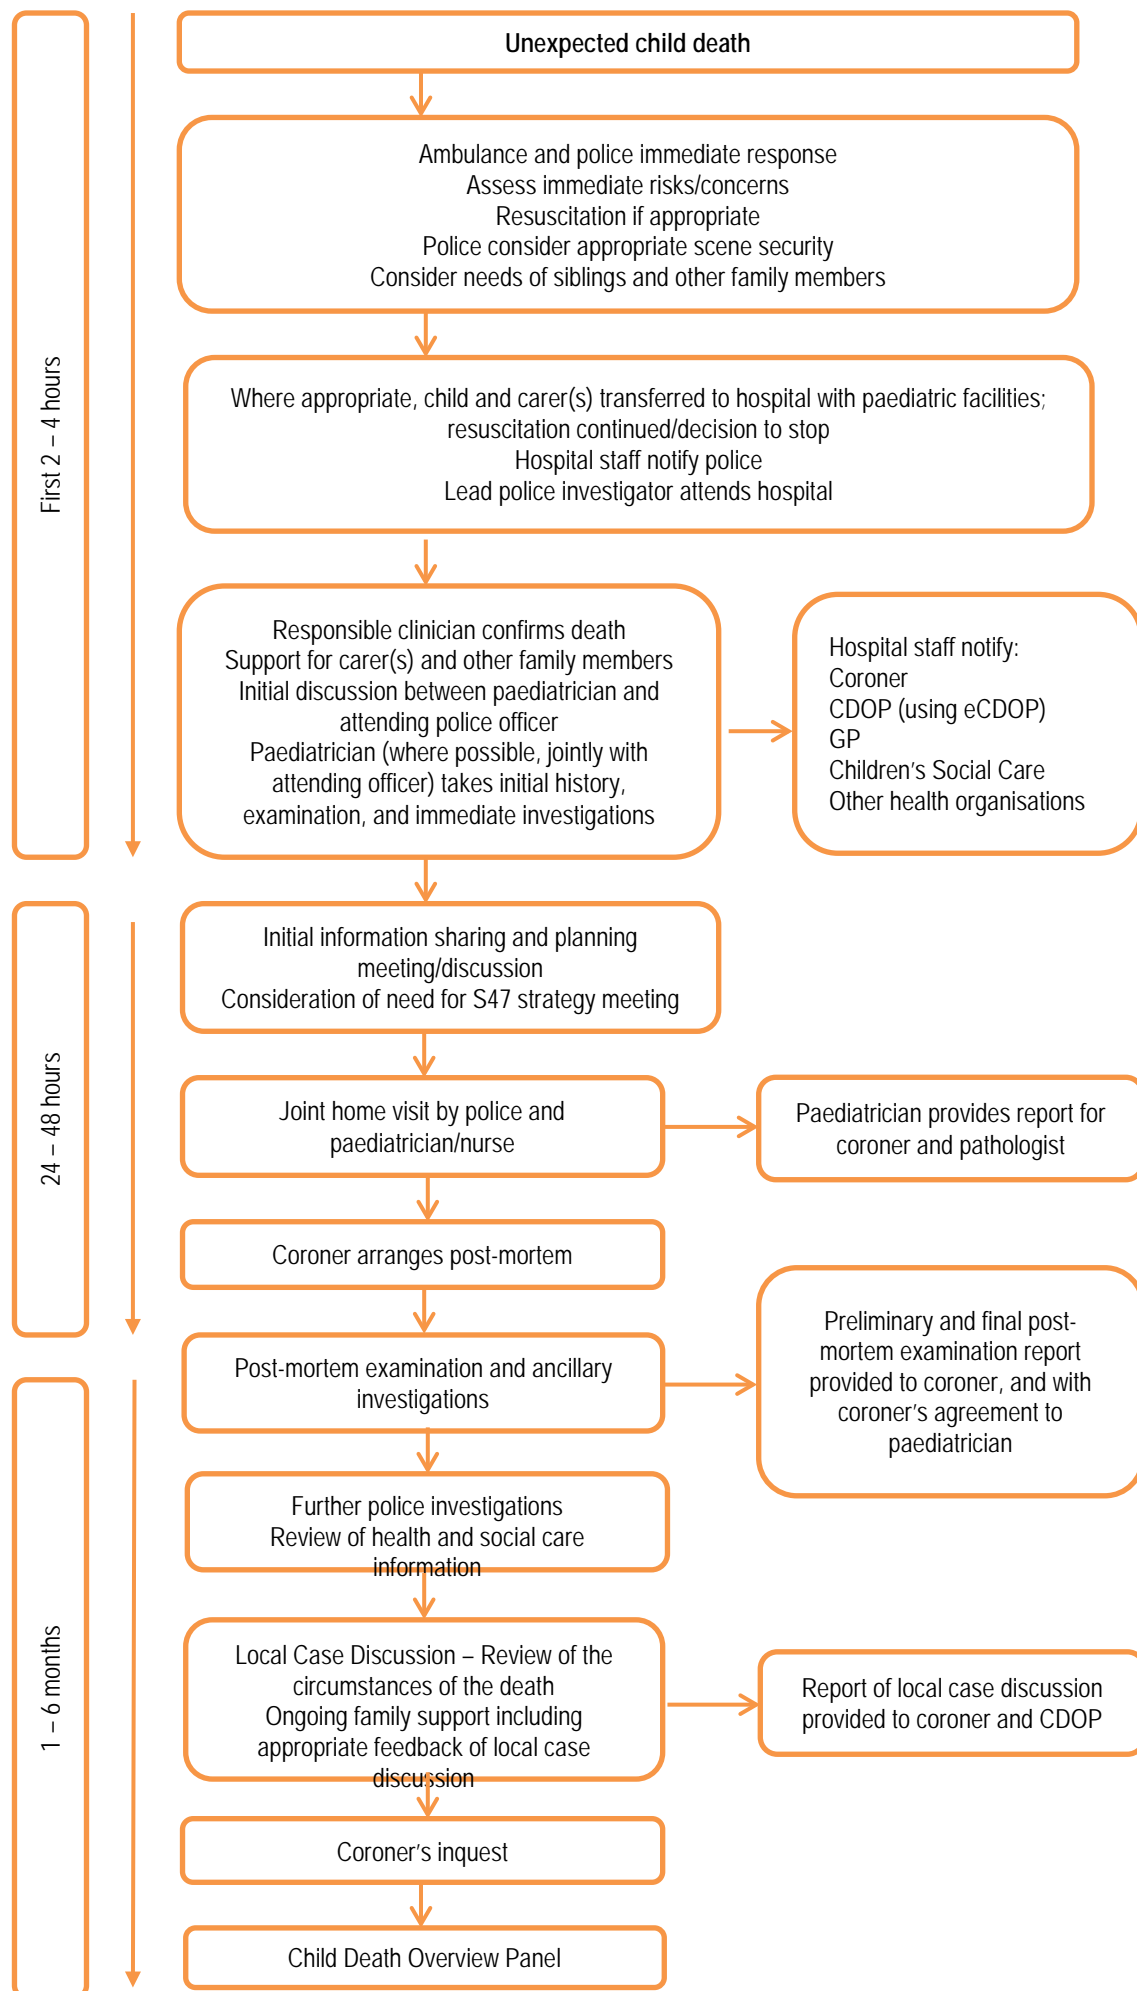 Unexpected child death
First 2 – 4 hours
Ambulance and police immediate response
Assess immediate risks/concerns
Resuscitation if appropriate
Police consider appropriate scene security
Consider needs of siblings and other family members
Where appropriate, child and carer(s) transferred to hospital with paediatric facilities;
resuscitation continued/decision to stop
Hospital staff notify police
Lead police investigator attends hospital
Responsible clinician confirms death
Support for carer(s) and other family members
Initial discussion between paediatrician and
attending police officer
Paediatrician (where possible, jointly with
attending officer) takes initial history,
examination, and immediate investigations
Hospital staff notify:
Coroner
CDOP (using eCDOP)
GP
Children’s Social Care
Other health organisations
24 – 48 hours
Initial information sharing and planning
meeting/discussion
Consideration of need for S47 strategy meeting
Joint home visit by police and
paediatrician/nurse
Paediatrician provides report for
coroner and pathologist
Coroner arranges post-mortem
Post-mortem examination and ancillary
investigations
Preliminary and final post-
mortem examination report
provided to coroner, and with
coroner’s agreement to
paediatrician
1 – 6 months
Further police investigations
Review of health and social care
information
Local Case Discussion – Review of the
circumstances of the death
Ongoing family support including
appropriate feedback of local case
discussion
Report of local case discussion
provided to coroner and CDOP
Coroner’s inquest
Child Death Overview Panel